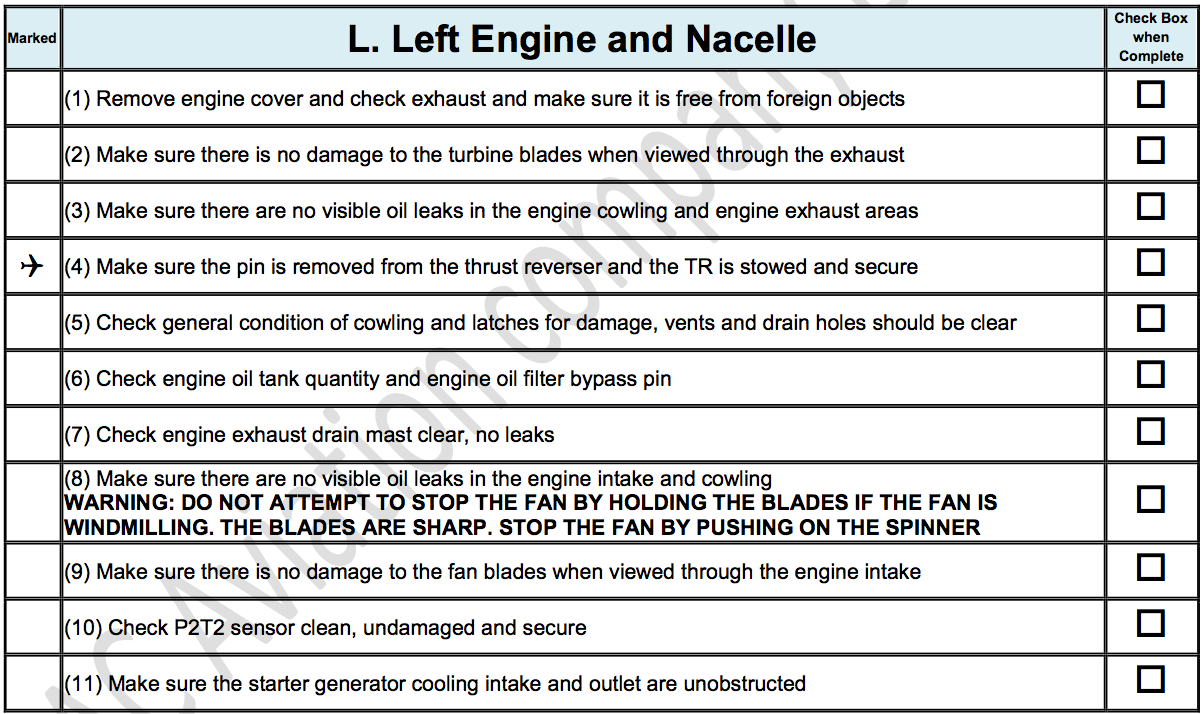 Marked
L. Left Engine and Nacelle
Check Box
when
Complete
(1) Remove engine cover and check exhaust and make sure it is free from foreign objects
(2) Make sure there is no damage to the turbine blades when viewed through the exhaust
(3) Make sure there are no visible oil leaks in the engine cowling and engine exhaust areas
(4) Make sure the pin is removed from the thrust reverser and the TR is stowed and secure
(5) Check general condition of cowling and latches for damage, vents and drain holes should be clear
(6) Check engine oil tank quantity and engine oil filter bypass pin
(7) Check engine exhaust drain mast clear, no leaks
(8) Make sure there are no visible oil leaks in the engine intake and cowling
WARNING: DO NOT ATTEMPT TO STOP THE FAN BY HOLDING THE BLADES IF THE FAN IS
WINDMILLING. THE BLADES ARE SHARP. STOP THE FAN BY PUSHING ON THE SPINNER
(9) Make sure there is no damage to the fan blades when viewed through the engine intake
(10) Check P2T2 sensor clean, undamaged and secure
(11) Make sure the starter generator cooling intake and outlet are unobstructed
Aviation company